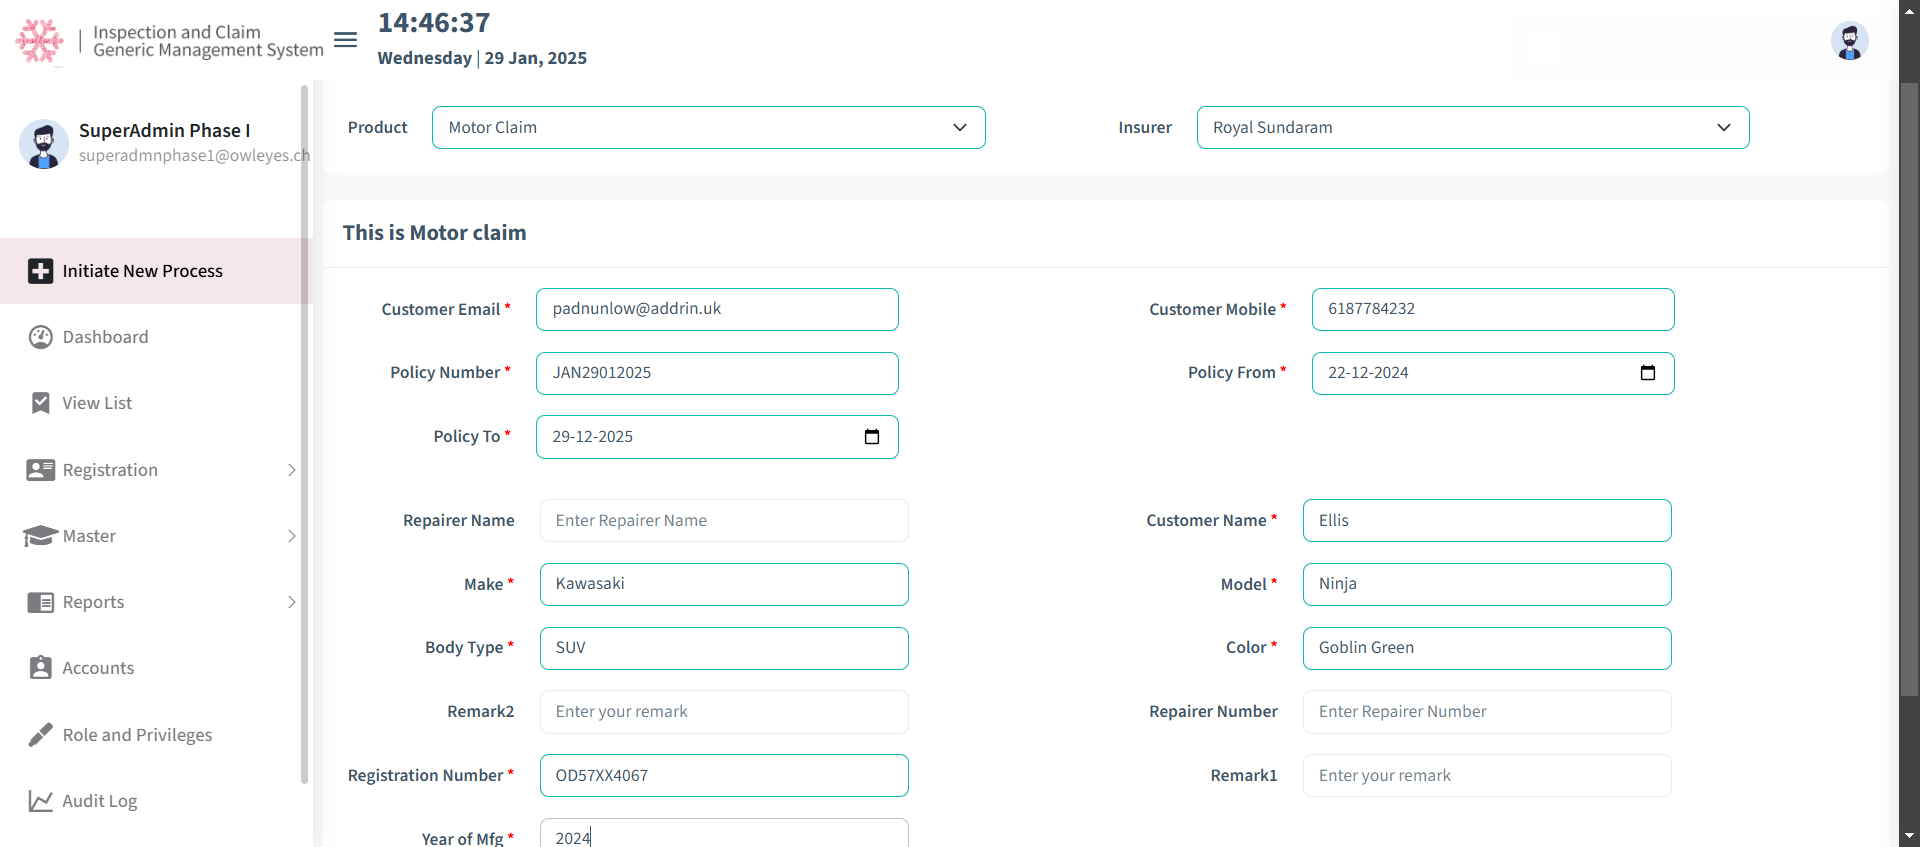 Inspection and Claim
Generic Management System
14:46:37
Wednesday | 29 Jan, 2025
SuperAdmin Phase I
superadmnphase1@owleyes.ch
Initiate New Process
Dashboard
View List
Registration
Master
Reports
Accounts
Role and Privileges
Audit Log
Product Motor Claim Insurer Royal Sundaram
This is Motor claim
Customer Email * padnunlow@addrin.uk Customer Mobile * 6187784232
Policy Number * JAN29012025 Policy From * 22-12-2024
Policy To * 29-12-2025
Repairer Name Enter Repairer Name Customer Name * Ellis
Make * Kawasaki Model * Ninja
Body Type * SUV Color * Goblin Green
Remark2 Enter your remark Repairer Number Enter Repairer Number
Registration Number * OD57XX4067 Remark1 Enter your remark
Year of Mfg * 2024